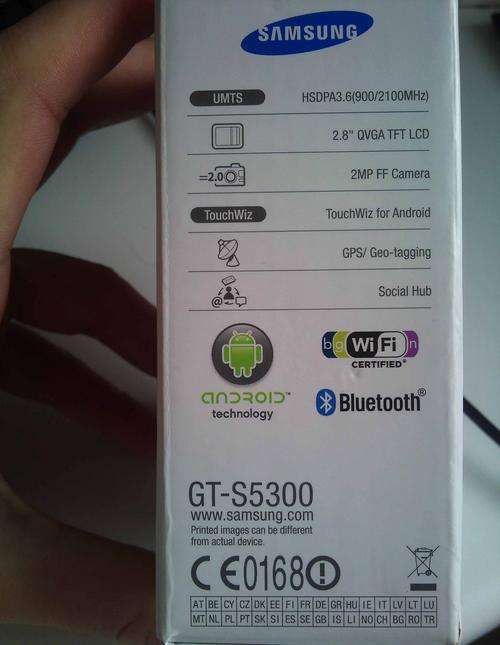 SAMSUNG
UMTS HSDPA3.6(900/2100MHz)
2.8" QVGA TFT LCD
=2.0 2MP FF Camera
TouchWiz TouchWiz for Android
GPS/ Geo-tagging
Social Hub
@
bg WiFi n
CERTIFIED®
ANDROID™
technology
Bluetooth®
GT-S5300
www.samsung.com
Printed images can be different
from actual device.
CE0168
AT BE CY CZ DK EE FI FR DE GR HU IE IT LV LT LU
MT NL PL PT SK SI ES SE GB IS LI NO CH BG RO TR